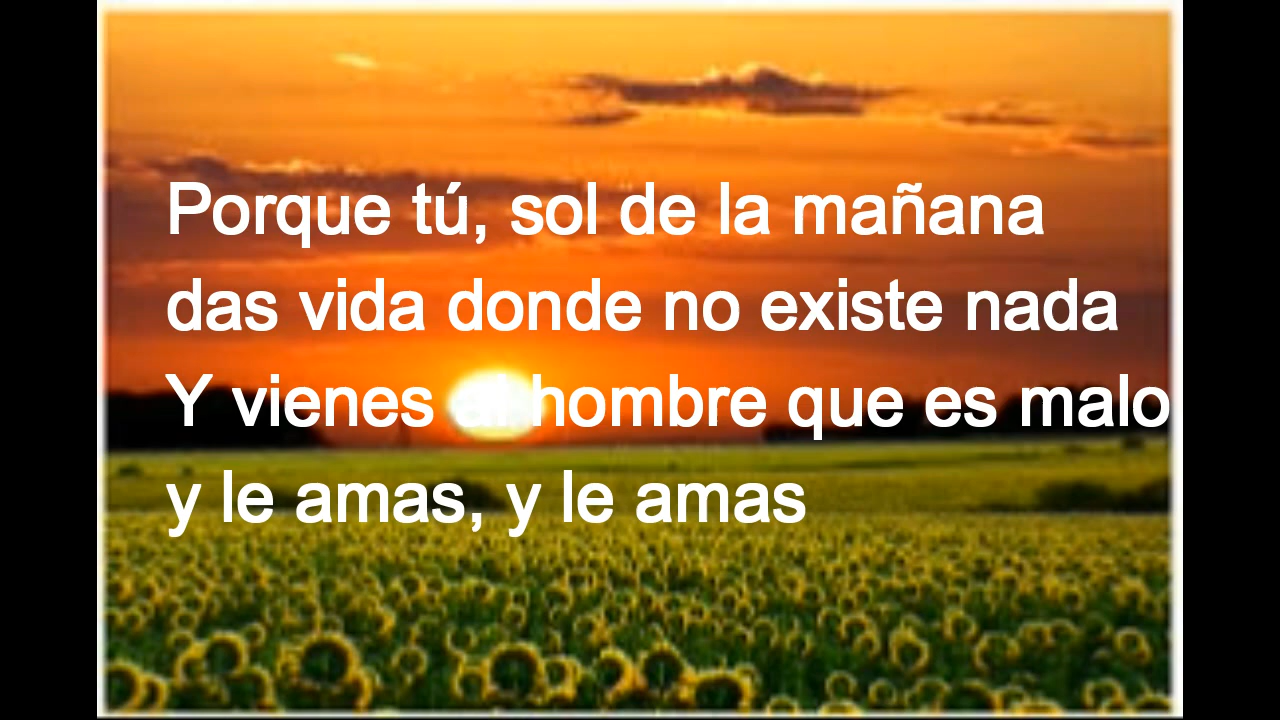 Porque tú, sol de la mañana
das vida donde no existe nada
Y vienes al hombre que es malo
y le amas, y le amas